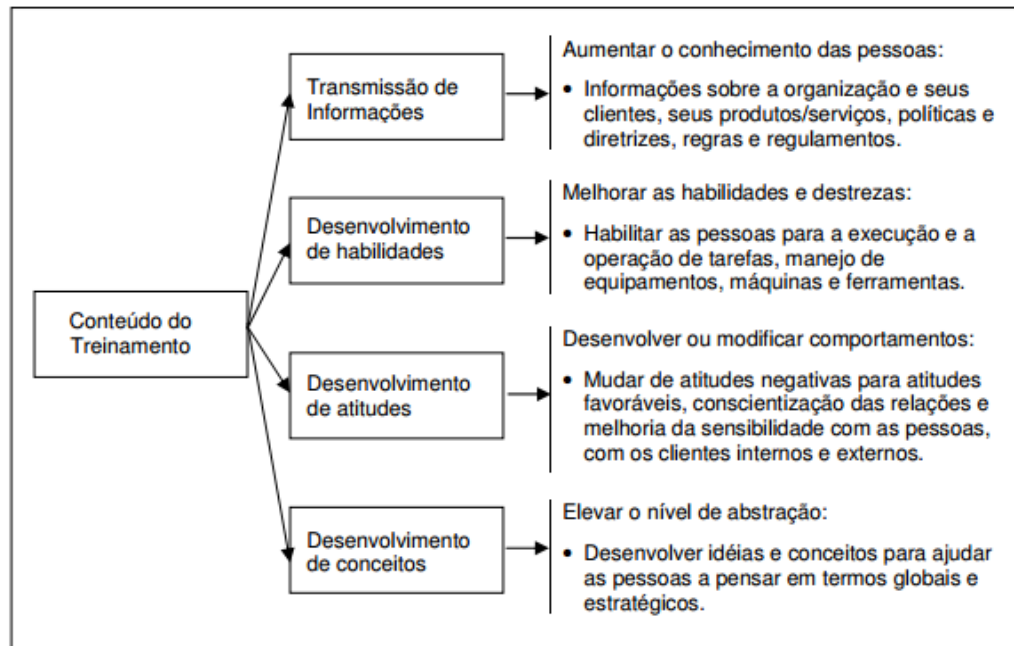 Conteúdo do
Treinamento
Transmissão de
Informações
Aumentar o conhecimento das pessoas:
• Informações sobre a organização e seus
clientes, seus produtos/serviços, políticas e
diretrizes, regras e regulamentos.
Desenvolvimento
de habilidades
Melhorar as habilidades e destrezas:
• Habilitar as pessoas para a execução e a
operação de tarefas, manejo de
equipamentos, máquinas e ferramentas.
Desenvolvimento
de atitudes
Desenvolver ou modificar comportamentos:
• Mudar de atitudes negativas para atitudes
favoráveis, conscientização das relações e
melhoria da sensibilidade com as pessoas,
com os clientes internos e externos.
Desenvolvimento
de conceitos
Elevar o nível de abstração:
• Desenvolver idéias e conceitos para ajudar
as pessoas a pensar em termos globais e
estratégicos.